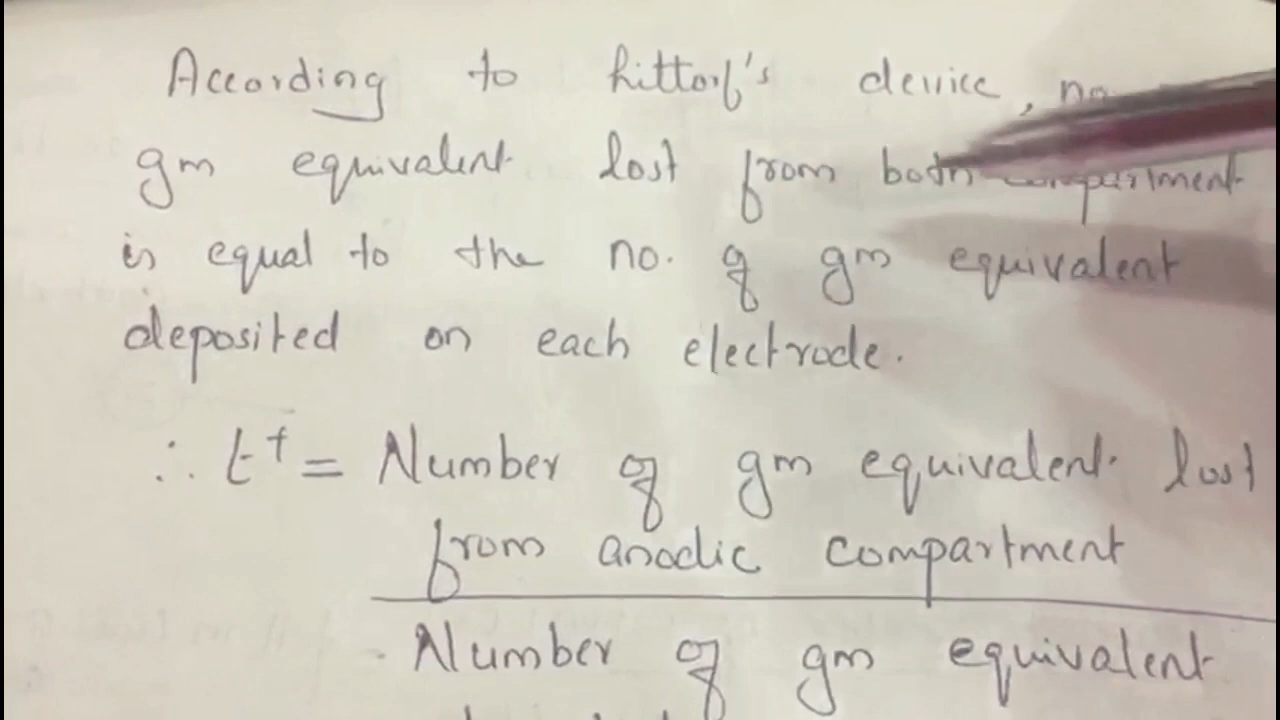 According to hittorf's device, no
gm equivalent lost from both compartment
is equal to the no. of gm equivalent
deposited on each electrode.
∴ t⁺ = Number of gm equivalent lost
from anodic compartment
Number of gm equivalent